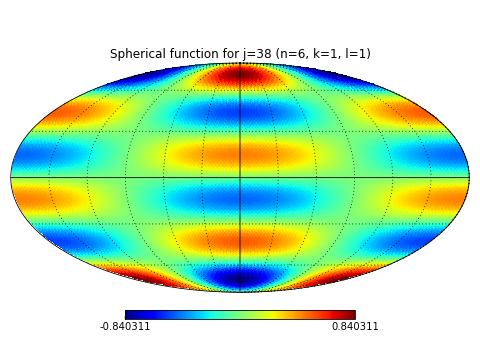 Spherical function for j=38 (n=6, k=1, l=1)
-0.840311 0.840311